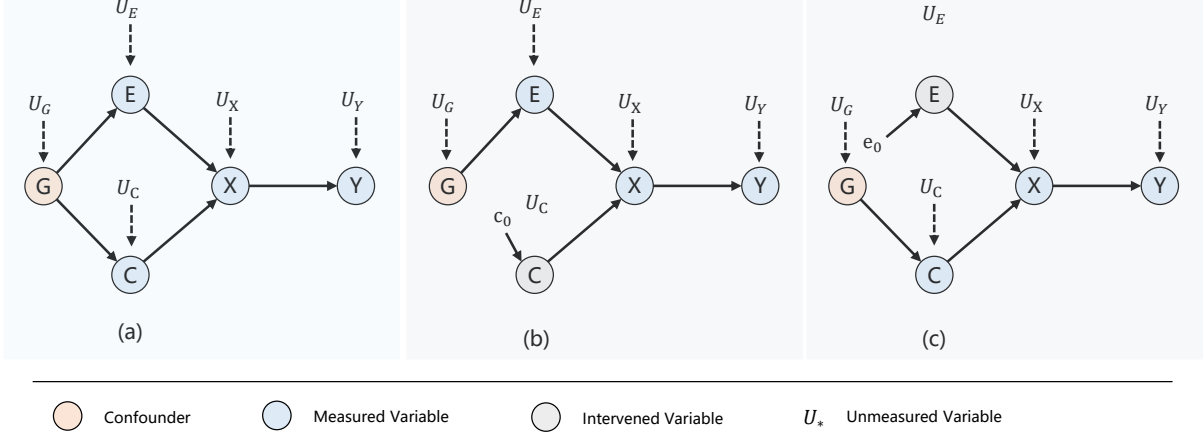 U_E
E
U_G
U_X
U_Y
G
U_C
X
Y
C
(a)
U_E
E
U_G
U_X
U_Y
G
U_C
c_0
X
Y
C
(b)
U_E
E
U_G
U_X
U_Y
e_0
G
U_C
X
Y
C
(c)
Confounder
Measured Variable
Intervened Variable
U_* Unmeasured Variable